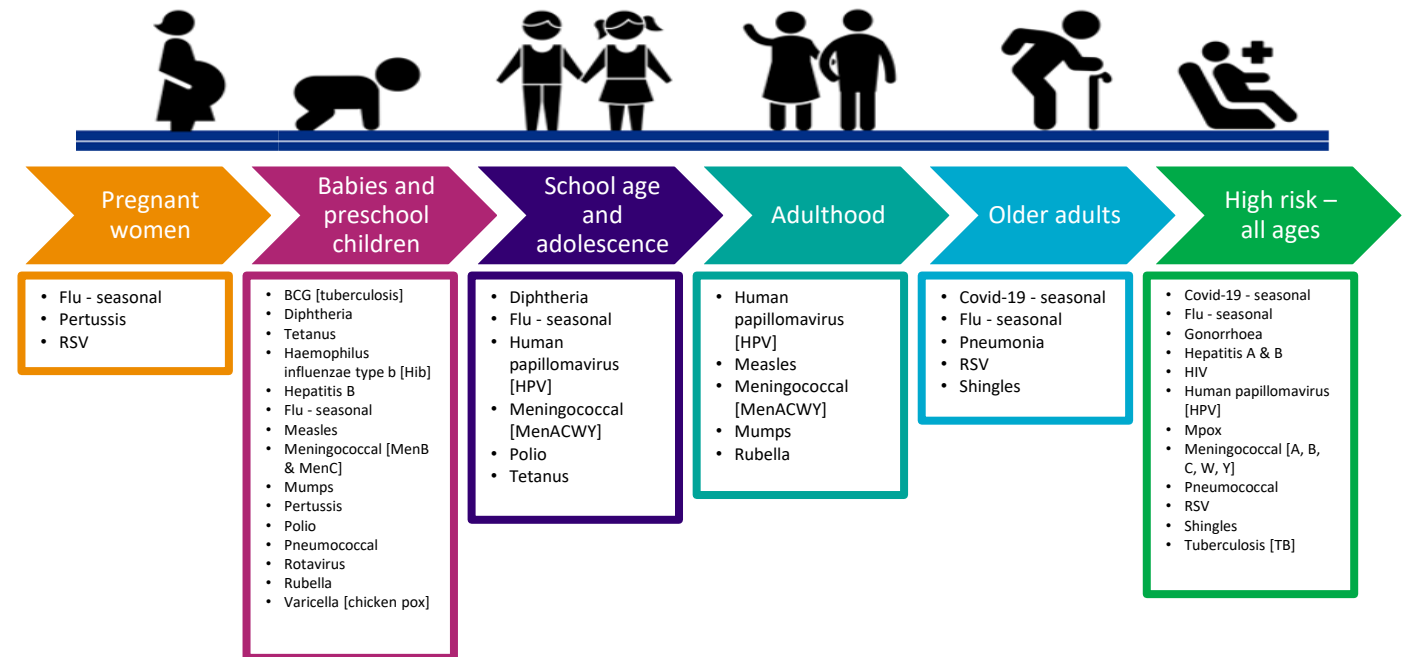 Pregnant
women
Babies and
preschool
children
School age
and
adolescence
Adulthood
Older adults
High risk –
all ages
• Flu - seasonal
• Pertussis
• RSV
• BCG [tuberculosis]
• Diphtheria
• Tetanus
• Haemophilus
influenzae type b [Hib]
• Hepatitis B
• Flu - seasonal
• Measles
• Meningococcal [MenB
& MenC]
• Mumps
• Pertussis
• Polio
• Pneumococcal
• Rotavirus
• Rubella
• Varicella [chicken pox]
• Diphtheria
• Flu - seasonal
• Human
papillomavirus
[HPV]
• Meningococcal
[MenACWY]
• Polio
• Tetanus
• Human
papillomavirus
[HPV]
• Measles
• Meningococcal
[MenACWY]
• Mumps
• Rubella
• Covid-19 - seasonal
• Flu - seasonal
• Pneumonia
• RSV
• Shingles
• Covid-19 - seasonal
• Flu - seasonal
• Gonorrhoea
• Hepatitis A & B
• HIV
• Human papillomavirus
[HPV]
• Mpox
• Meningococcal [A, B,
C, W, Y]
• Pneumococcal
• RSV
• Shingles
• Tuberculosis [TB]